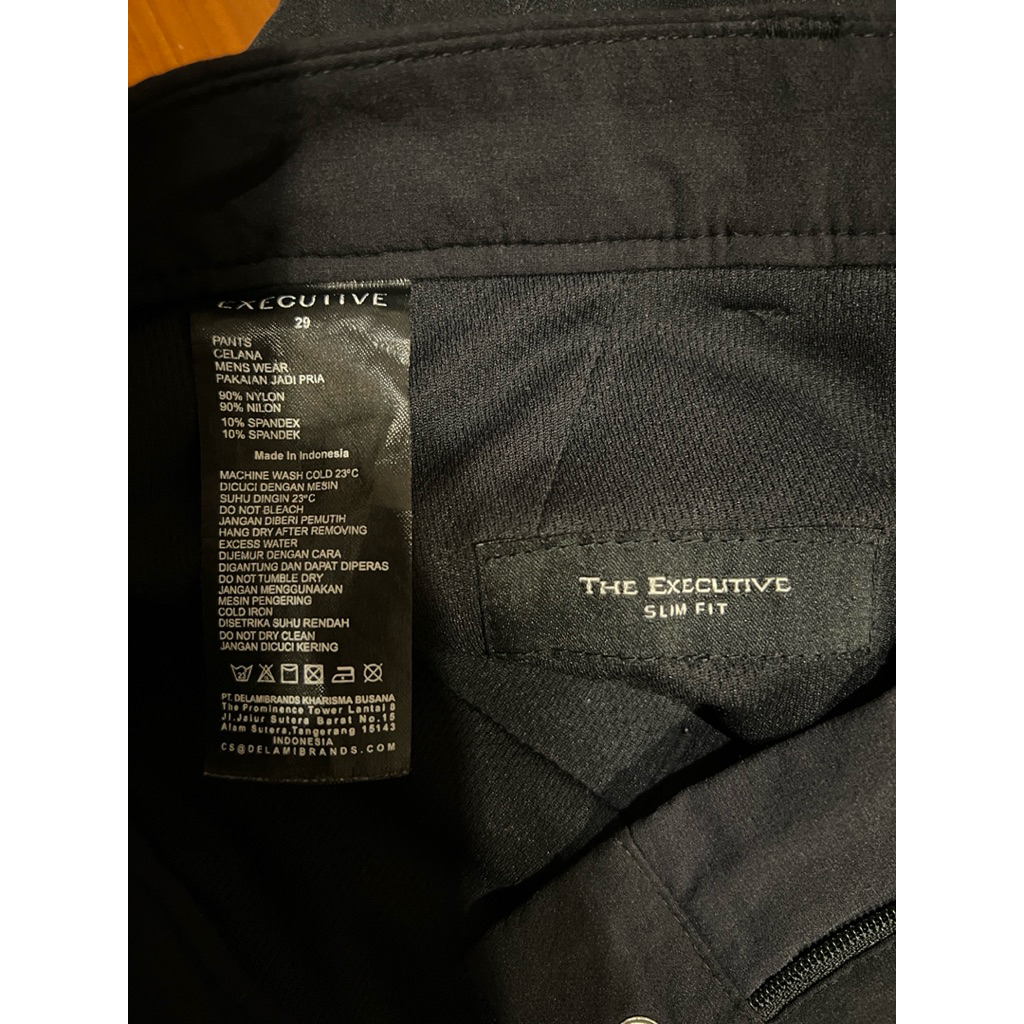 EXECUTIVE
29
PANTS
CELANA
MENS WEAR
PAKAIAN JADI PRIA
90% NYLON
90% NILON
10% SPANDEX
10% SPANDEK
Made In Indonesia
MACHINE WASH COLD 23°C
DICUCI DENGAN MESIN
SUHU DINGIN 23°C
DO NOT BLEACH
JANGAN DIBERI PEMUTIH
HANG DRY AFTER REMOVING
EXCESS WATER
DIJEMUR DENGAN CARA
DIGANTUNG DAN DAPAT DIPERAS
DO NOT TUMBLE DRY
JANGAN MENGGUNAKAN
MESIN PENGERING
COLD IRON
DISETRIKA SUHU RENDAH
DO NOT DRY CLEAN
JANGAN DICUCI KERING
PT. DELAMIBRANDS KHARISMA BUSANA
The Prominence Tower Lantai 8
Jl.Jalur Sutera Barat No.15
Alam Sutera,Tangerang 15143
INDONESIA
CS@DELAMIBRANDS.COM
THE EXECUTIVE
SLIM FIT